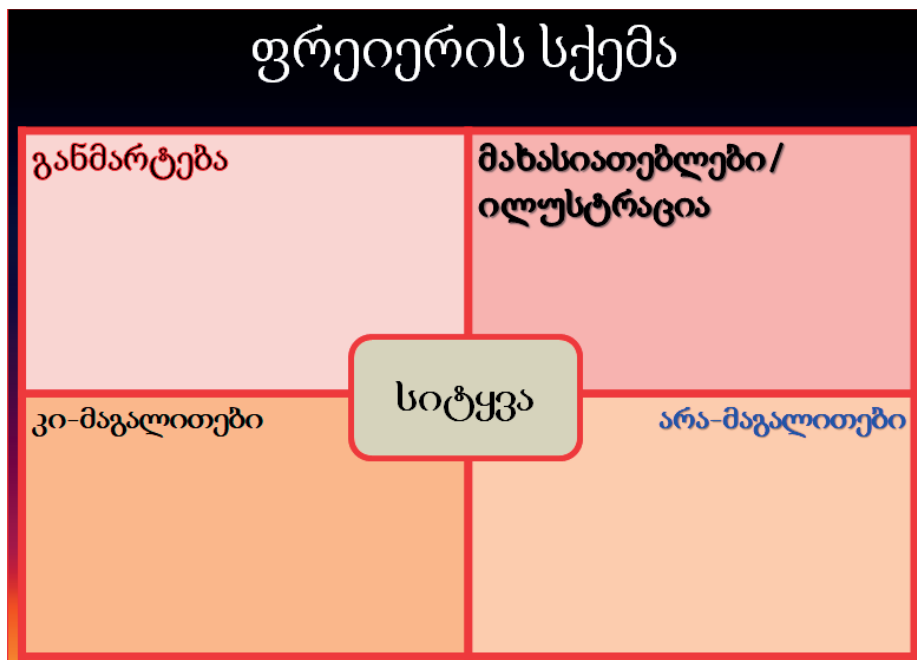 ფრეიერის სქემა
განმარტება
მახასიათებლები/
ილუსტრაცია
სიტყვა
კი-მაგალითები
არა-მაგალითები